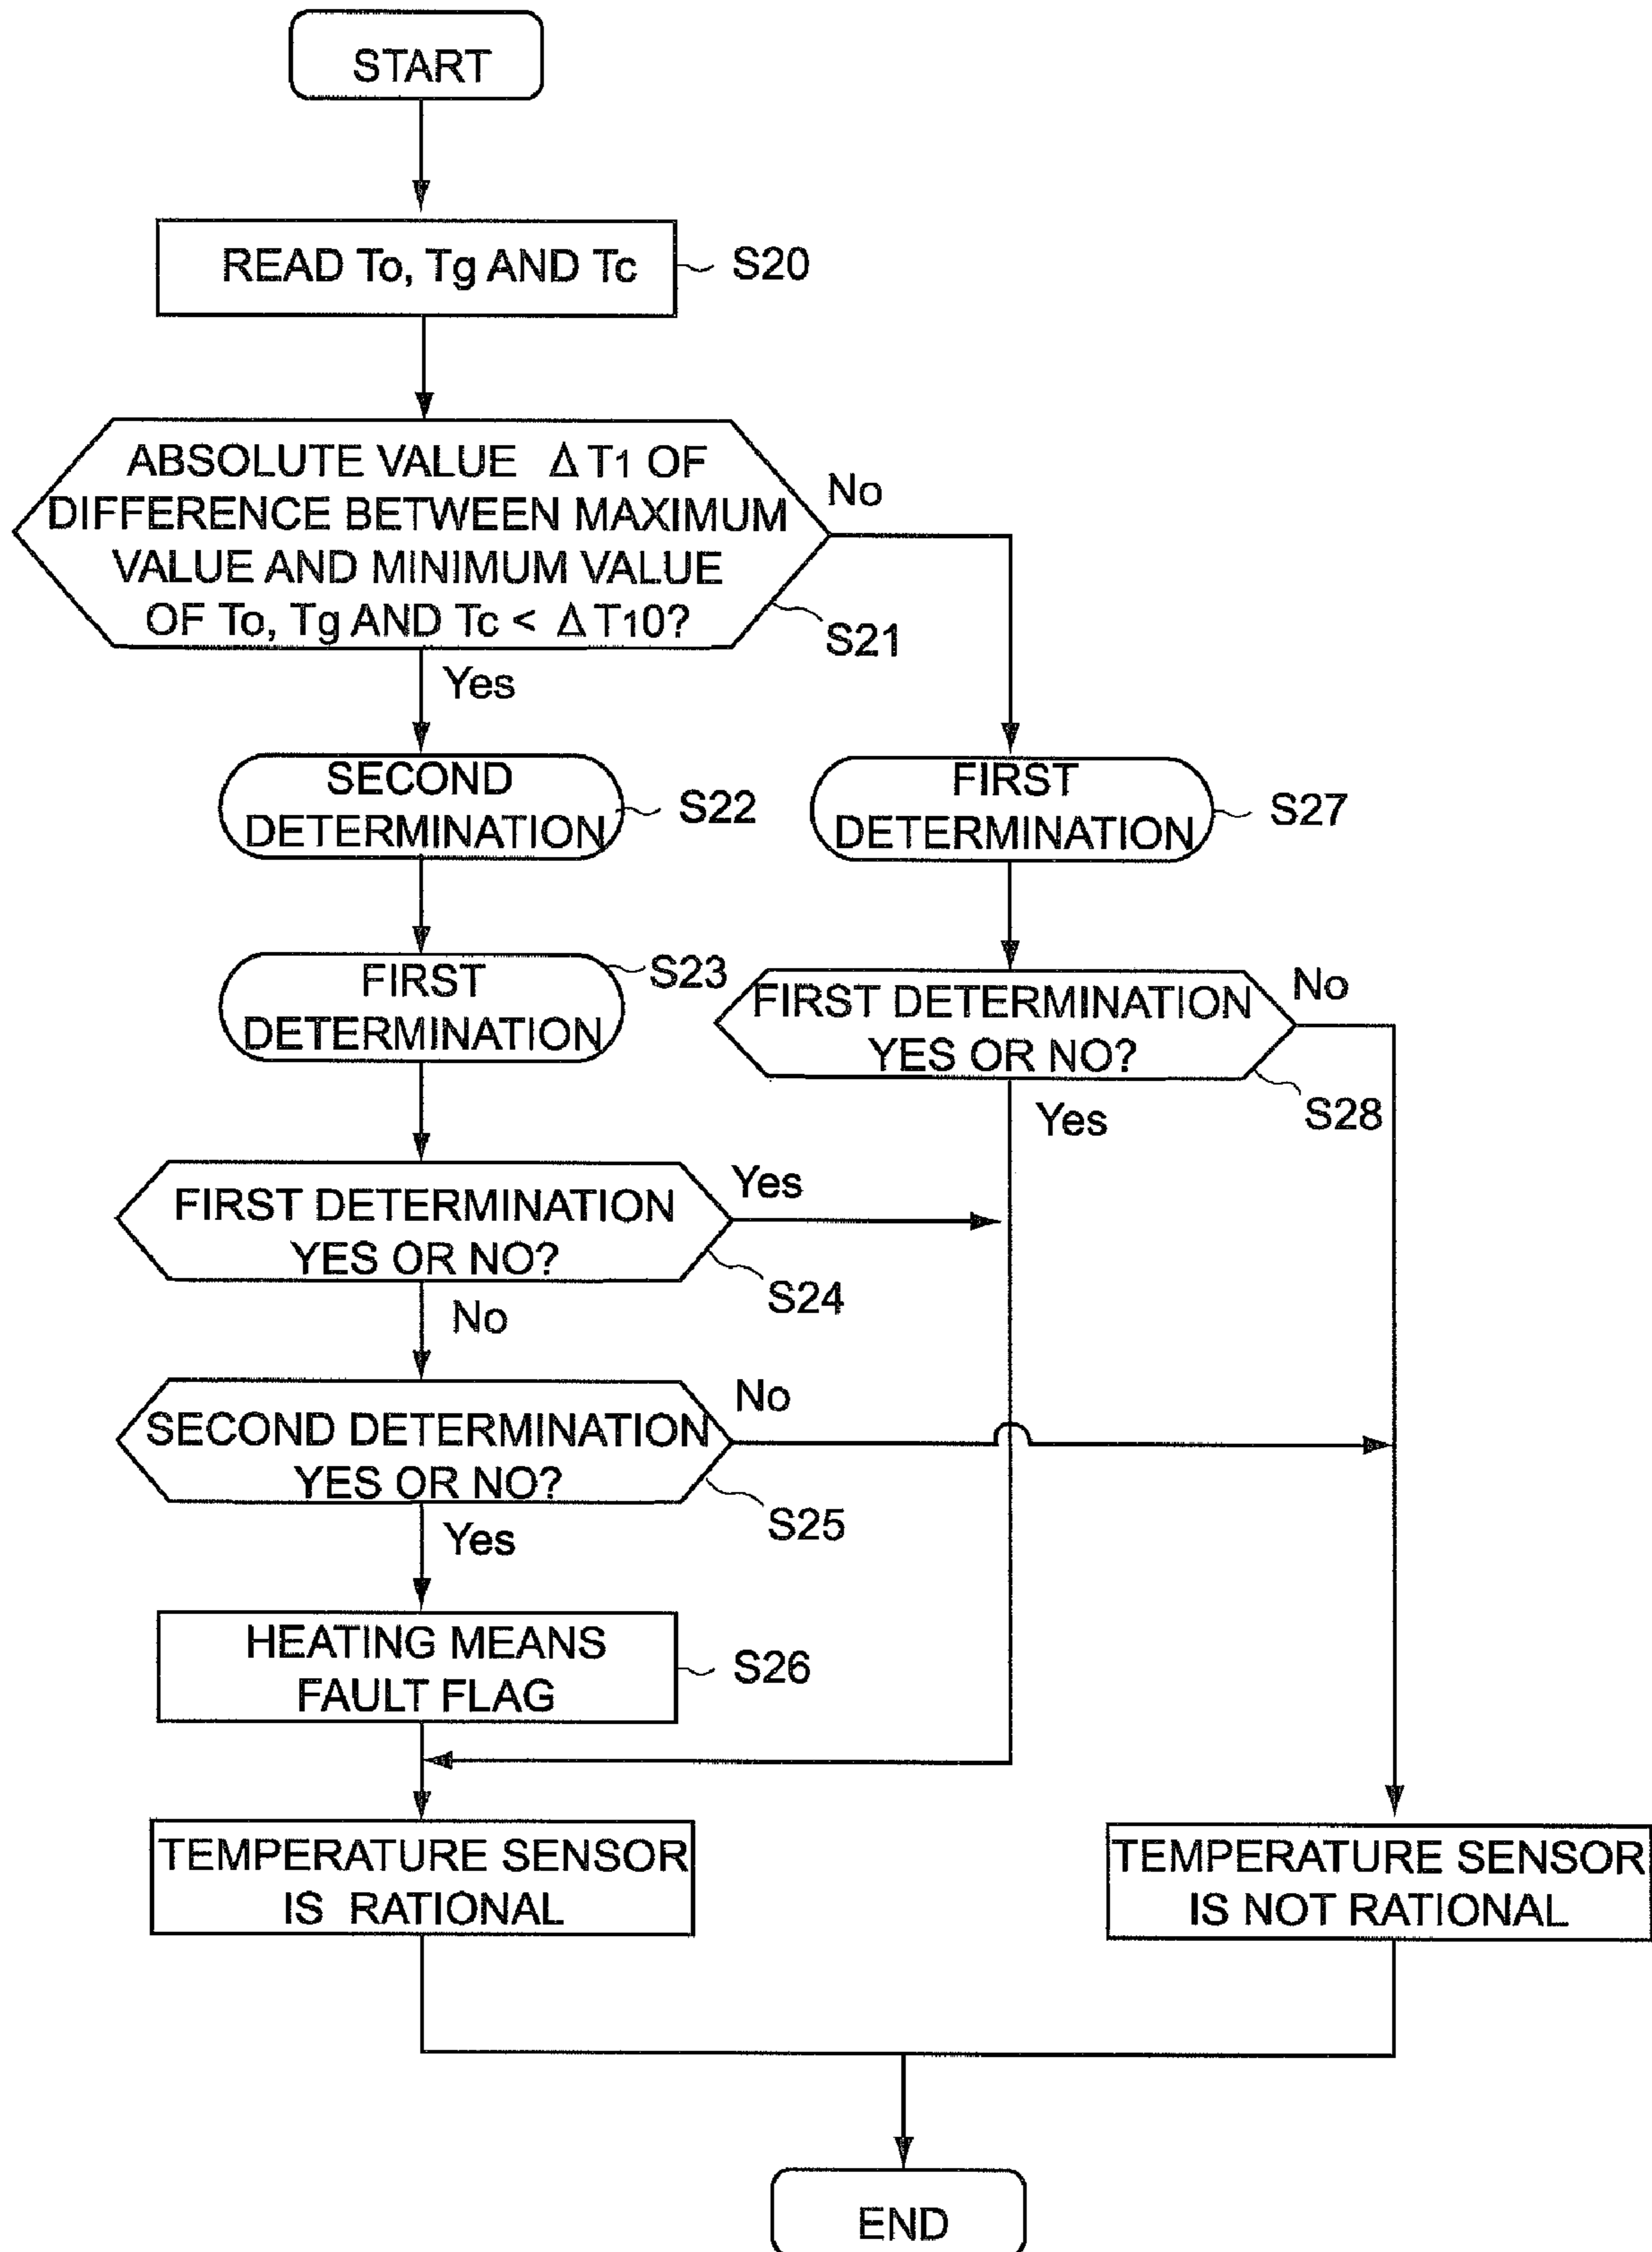 START
READ To, Tg AND Tc
S20
ABSOLUTE VALUE Δ T1 OF
DIFFERENCE BETWEEN MAXIMUM
VALUE AND MINIMUM VALUE
OF To, Tg AND Tc < Δ T10?
No
S21
Yes
SECOND
DETERMINATION
S22
FIRST
DETERMINATION
S27
FIRST
DETERMINATION
S23
FIRST DETERMINATION
YES OR NO?
No
S28
Yes
FIRST DETERMINATION
YES OR NO?
Yes
S24
No
SECOND DETERMINATION
YES OR NO?
No
S25
Yes
HEATING MEANS
FAULT FLAG
S26
TEMPERATURE SENSOR
IS RATIONAL
TEMPERATURE SENSOR
IS NOT RATIONAL
END